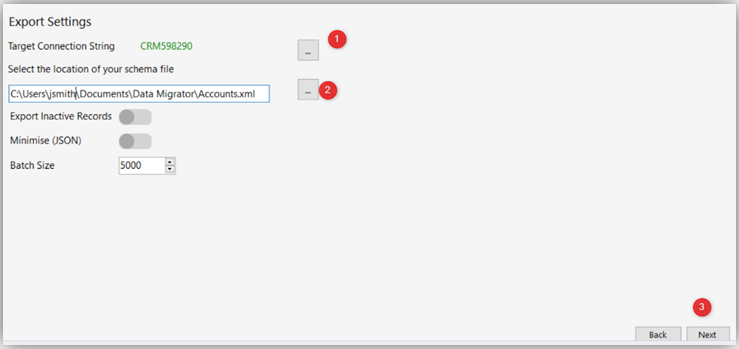 Export Settings
Target Connection String CRM598290
... 1
Select the location of your schema file
C:\Users\jsmith\Documents\Data Migrator\Accounts.xml ... 2
Export Inactive Records
Minimise (JSON)
Batch Size 5000
3
Back Next